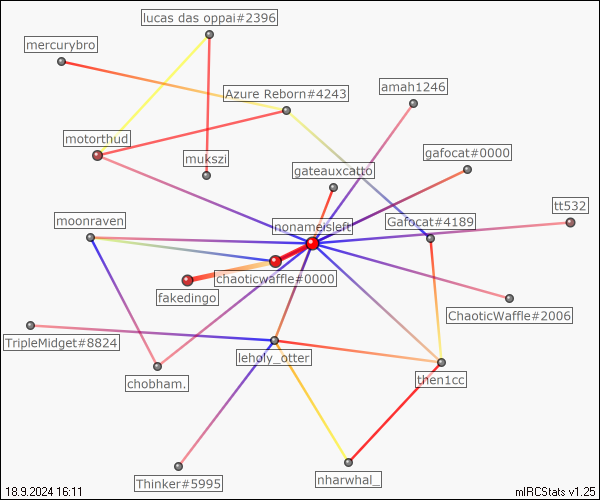 lucas das oppai#2396
mercurybro
amah1246
Azure Reborn#4243
motorthud
gafocat#0000
mukszi
gateauxcatto
tt532
moonraven
nonameisleft
Gafocat#4189
chaoticwaffle#0000
fakedingo
ChaoticWaffle#2006
TripleMidget#8824
leholy_otter
chobham.
then1cc
Thinker#5995
nharwhal_
18.9.2024 16:11
mIRCStats v1.25